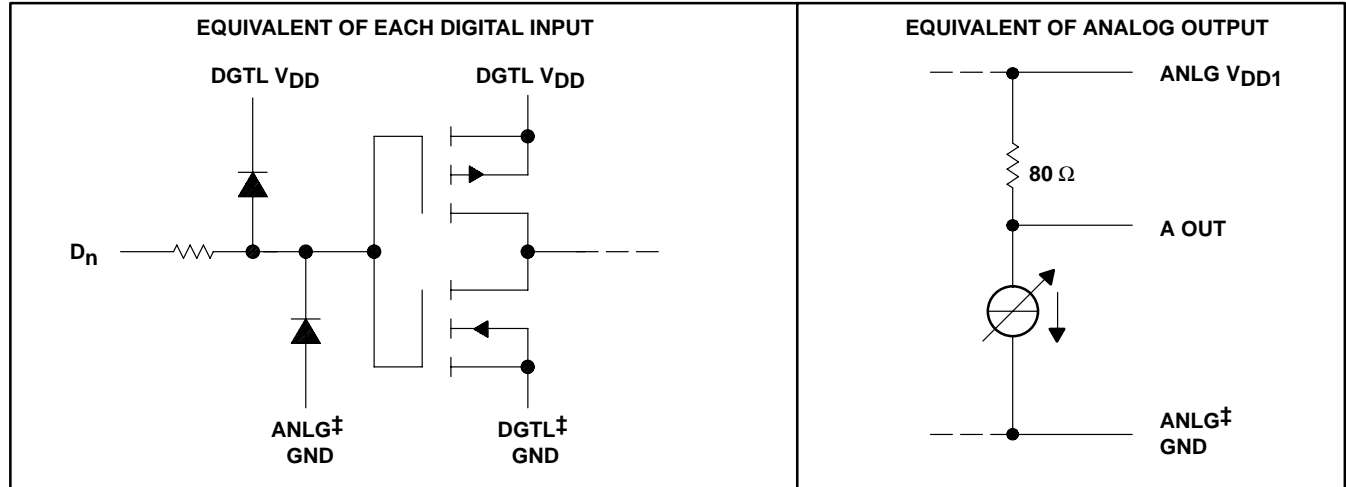 EQUIVALENT OF EACH DIGITAL INPUT
DGTL VDD
DGTL VDD
Dn
ANLG‡
GND
DGTL‡
GND
EQUIVALENT OF ANALOG OUTPUT
ANLG VDD1
80 Ω
A OUT
ANLG‡
GND